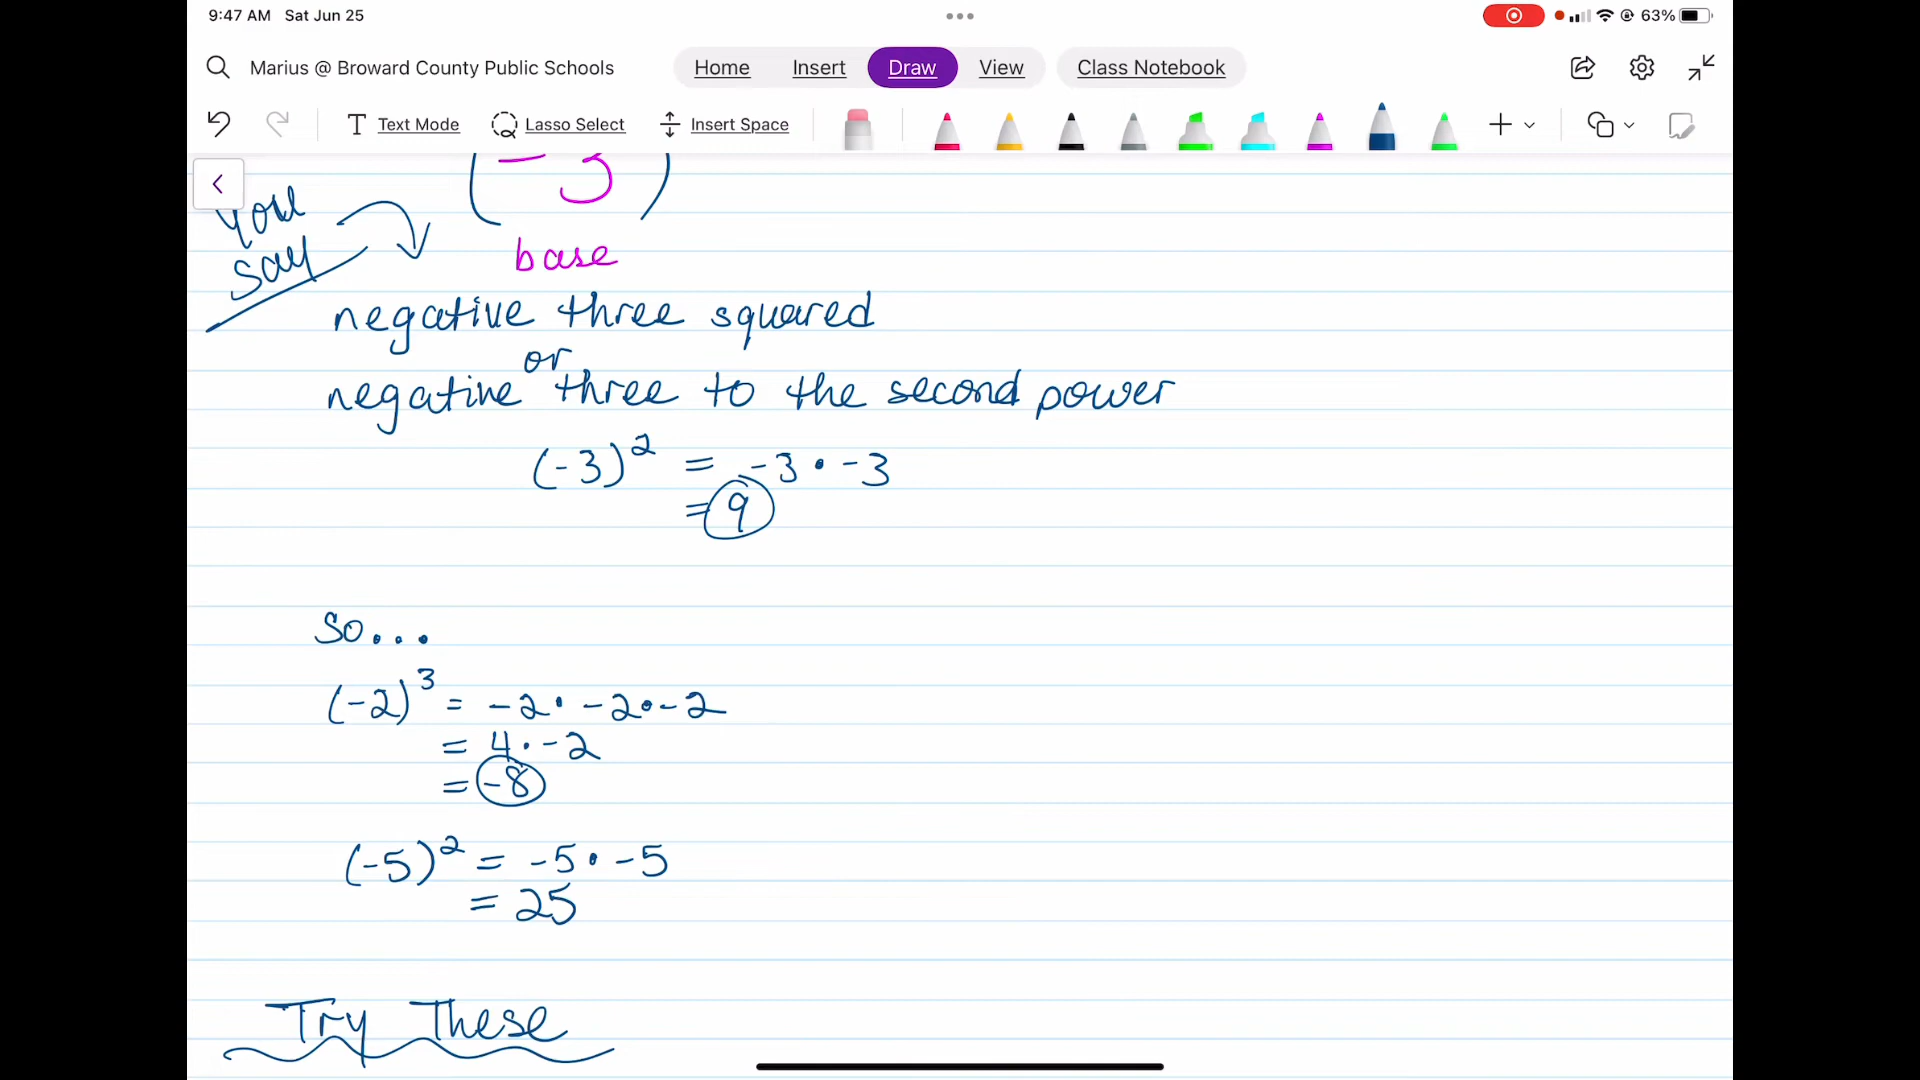 9:47 AM Sat Jun 25
63%
Marius @ Broward County Public Schools
Home Insert Draw View Class Notebook
Text Mode Lasso Select Insert Space
(-3)
you
say
base
negative three squared
or
negative three to the second power
(-3)² = -3 • -3
= 9
So...
(-2)³ = -2 • -2 • -2
= 4 • -2
= -8
(-5)² = -5 • -5
= 25
Try These